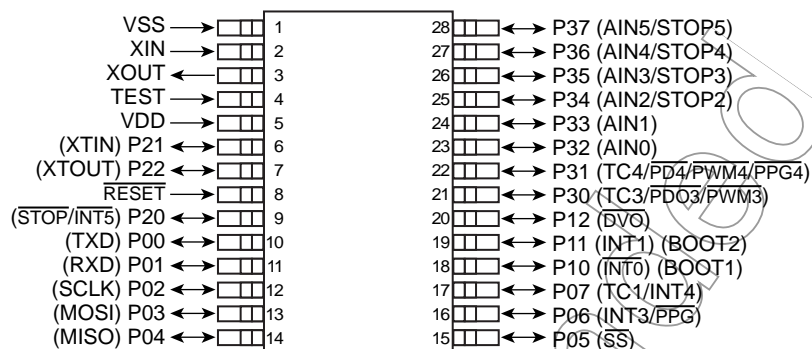 VSS 1 28 P37 (AIN5/STOP5)
XIN 2 27 P36 (AIN4/STOP4)
XOUT 3 26 P35 (AIN3/STOP3)
TEST 4 25 P34 (AIN2/STOP2)
VDD 5 24 P33 (AIN1)
(XTIN) P21 6 23 P32 (AIN0)
(XTOUT) P22 7 22 P31 (TC4/PD4/PWM4/PPG4)
RESET 8 21 P30 (TC3/PDO3/PWM3)
(STOP/INT5) P20 9 20 P12 (DVO)
(TXD) P00 10 19 P11 (INT1) (BOOT2)
(RXD) P01 11 18 P10 (INT0) (BOOT1)
(SCLK) P02 12 17 P07 (TC1/INT4)
(MOSI) P03 13 16 P06 (INT3/PPG)
(MISO) P04 14 15 P05 (SS)